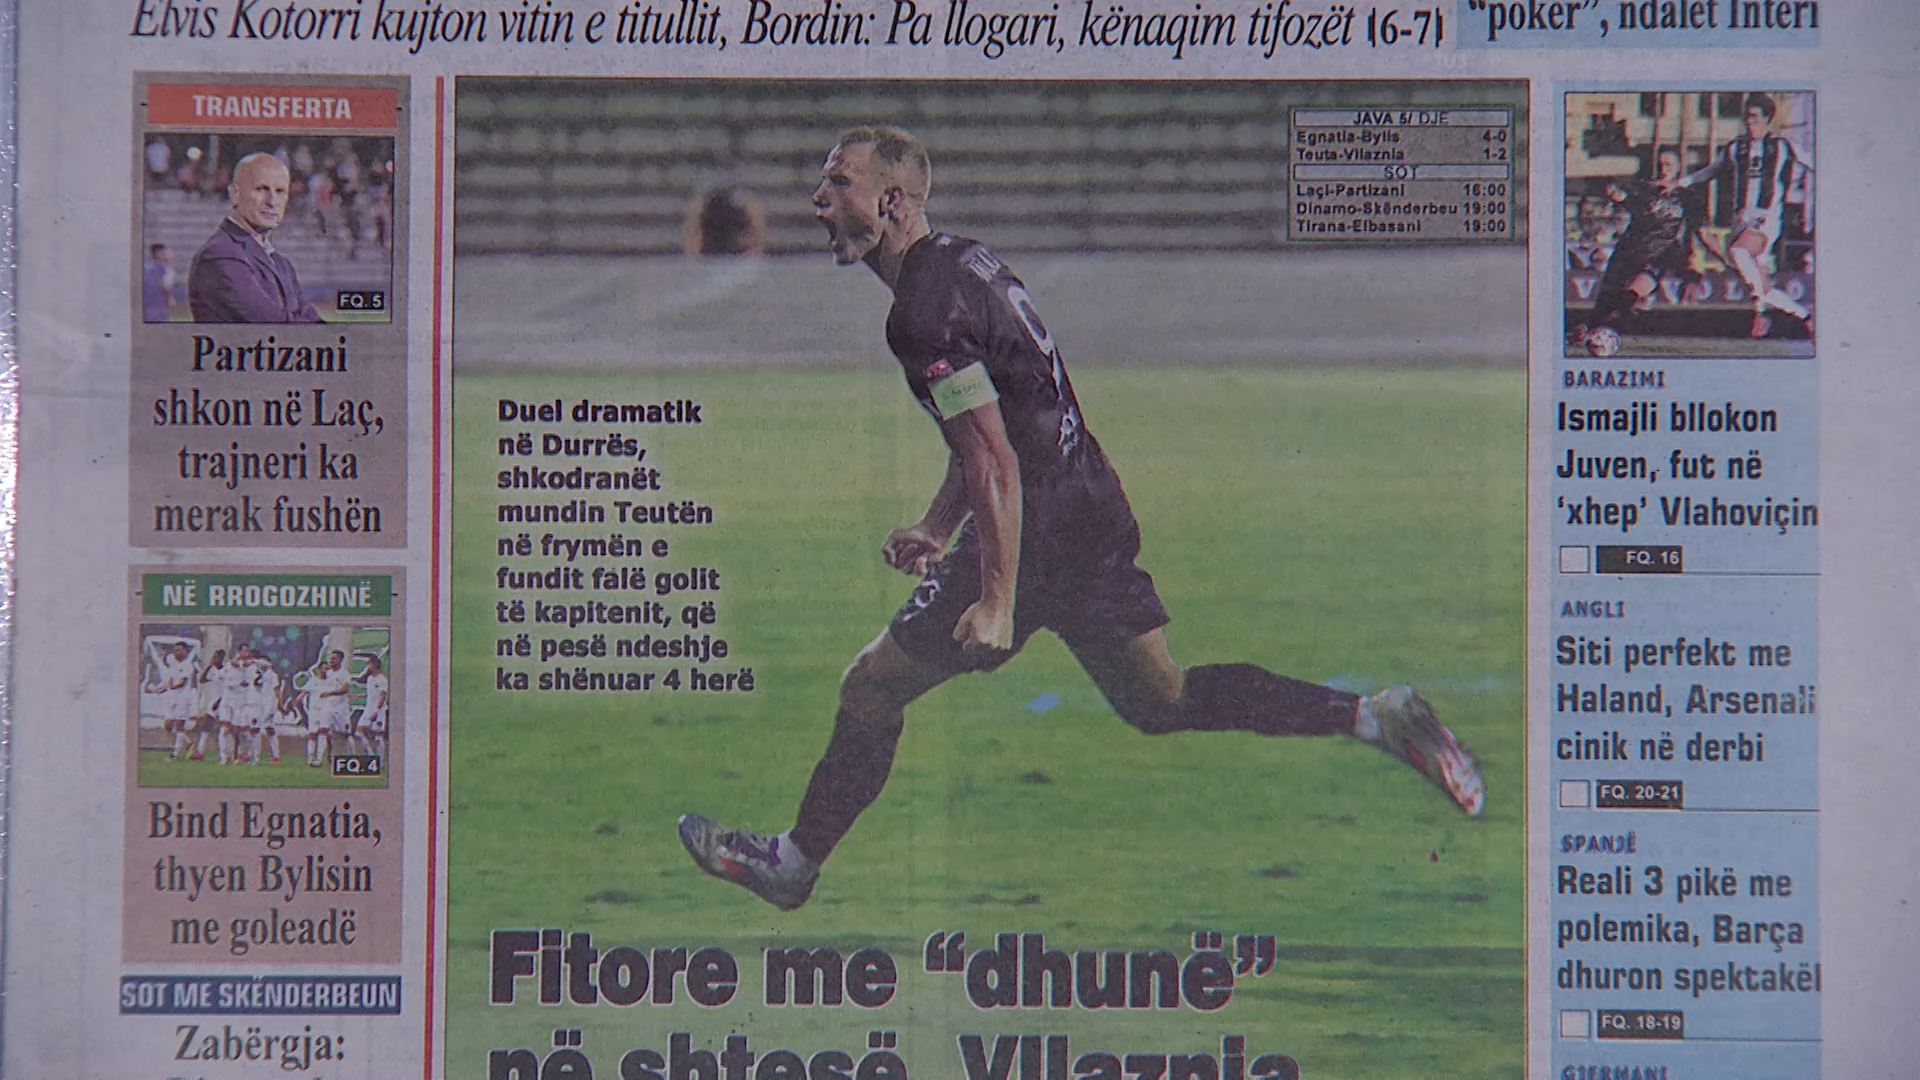 Elvis Kotorri kujton vitin e titullit, Bordin: Pa llogari, kënaqim tifozët (6-7)
"poker", ndalet Interi
TRANSFERTA
FQ. 5
Partizani
shkon në Laç,
trajneri ka
merak fushën
NË RROGOZHINË
FQ. 4
Bind Egnatia,
thyen Bylisin
me goleadë
SOT ME SKËNDERBEUN
Zabërgja:
JAVA 5/ DJE
Egnatia-Bylis 4-0
Teuta-Vllaznia 1-2
SOT
Laçi-Partizani 16:00
Dinamo-Skënderbeu 19:00
Tirana-Elbasani 19:00
Duel dramatik
në Durrës,
shkodranët
mundin Teutën
në frymën e
fundit falë golit
të kapitenit, që
në pesë ndeshje
ka shënuar 4 herë
Fitore me "dhunë"
në shtesë, Vllaznia
BARAZIMI
Ismajli bllokon
Juven, fut në
'xhep' Vlahoviçin
FQ. 16
ANGLI
Siti perfekt me
Haland, Arsenali
cinik në derbi
FQ. 20-21
SPANJË
Reali 3 pikë me
polemika, Barça
dhuron spektakël
FQ. 18-19
GJERMANI